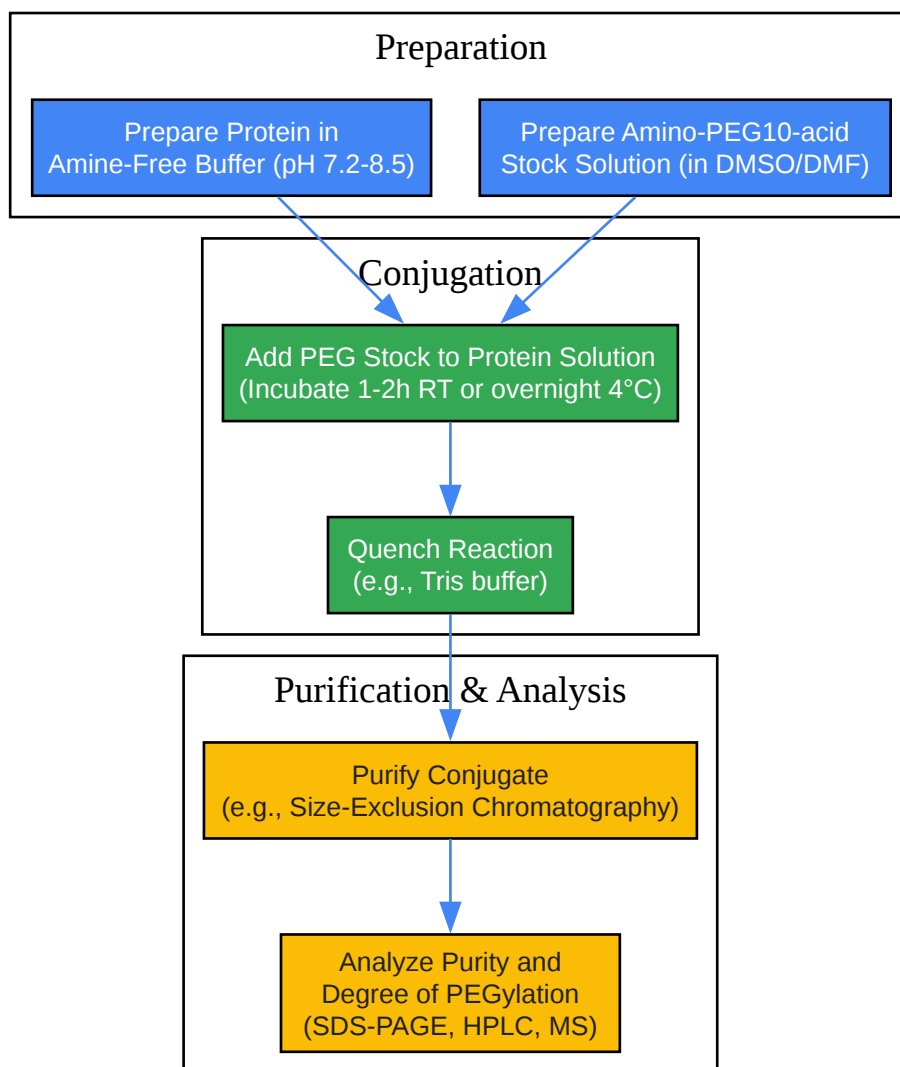 Preparation
Prepare Protein in
Amine-Free Buffer (pH 7.2-8.5)
Prepare Amino-PEG10-acid
Stock Solution (in DMSO/DMF)
Conjugation
Add PEG Stock to Protein Solution
(Incubate 1-2h RT or overnight 4°C)
Quench Reaction
(e.g., Tris buffer)
Purification & Analysis
Purify Conjugate
(e.g., Size-Exclusion Chromatography)
Analyze Purity and
Degree of PEGylation
(SDS-PAGE, HPLC, MS)